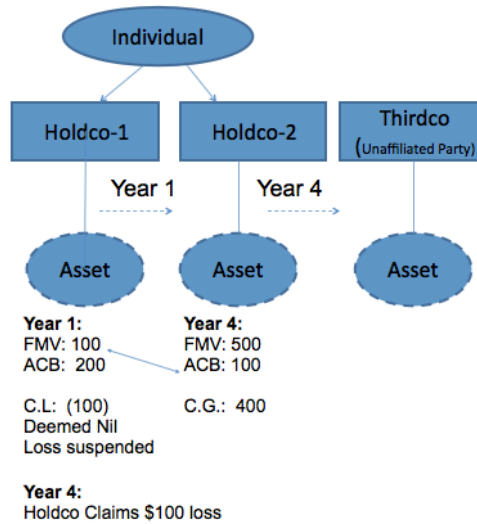 Individual
Holdco-1
Holdco-2
Thirdco
(Unaffiliated Party)
Year 1
Year 4
Asset
Asset
Asset
Year 1:
FMV: 100
ACB: 200
C.L: (100)
Deemed Nil
Loss suspended
Year 4:
Holdco Claims $100 loss
Year 4:
FMV: 500
ACB: 100
C.G.: 400